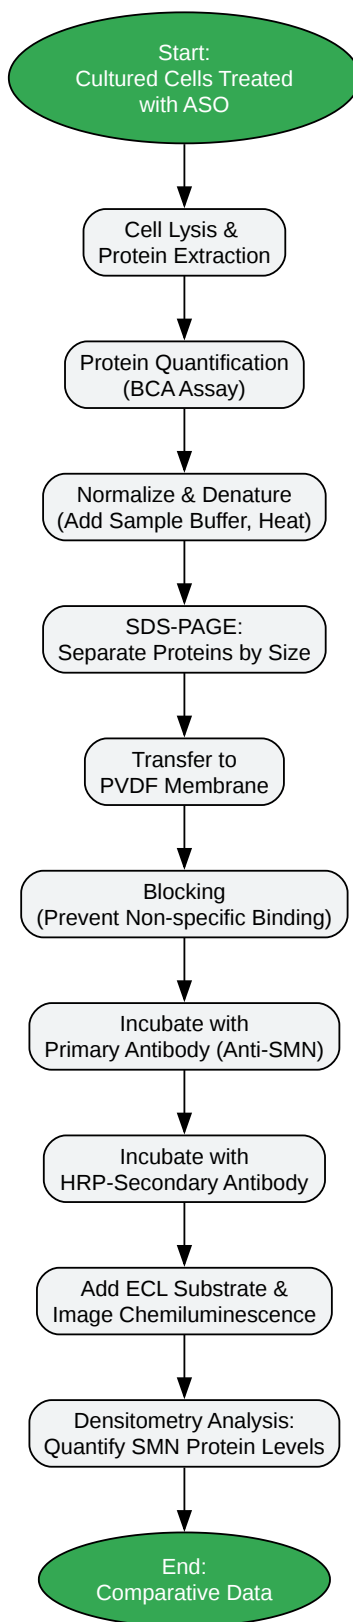 Start:
Cultured Cells Treated
with ASO
Cell Lysis &
Protein Extraction
Protein Quantification
(BCA Assay)
Normalize & Denature
(Add Sample Buffer, Heat)
SDS-PAGE:
Separate Proteins by Size
Transfer to
PVDF Membrane
Blocking
(Prevent Non-specific Binding)
Incubate with
Primary Antibody (Anti-SMN)
Incubate with
HRP-Secondary Antibody
Add ECL Substrate &
Image Chemiluminescence
Densitometry Analysis:
Quantify SMN Protein Levels
End:
Comparative Data